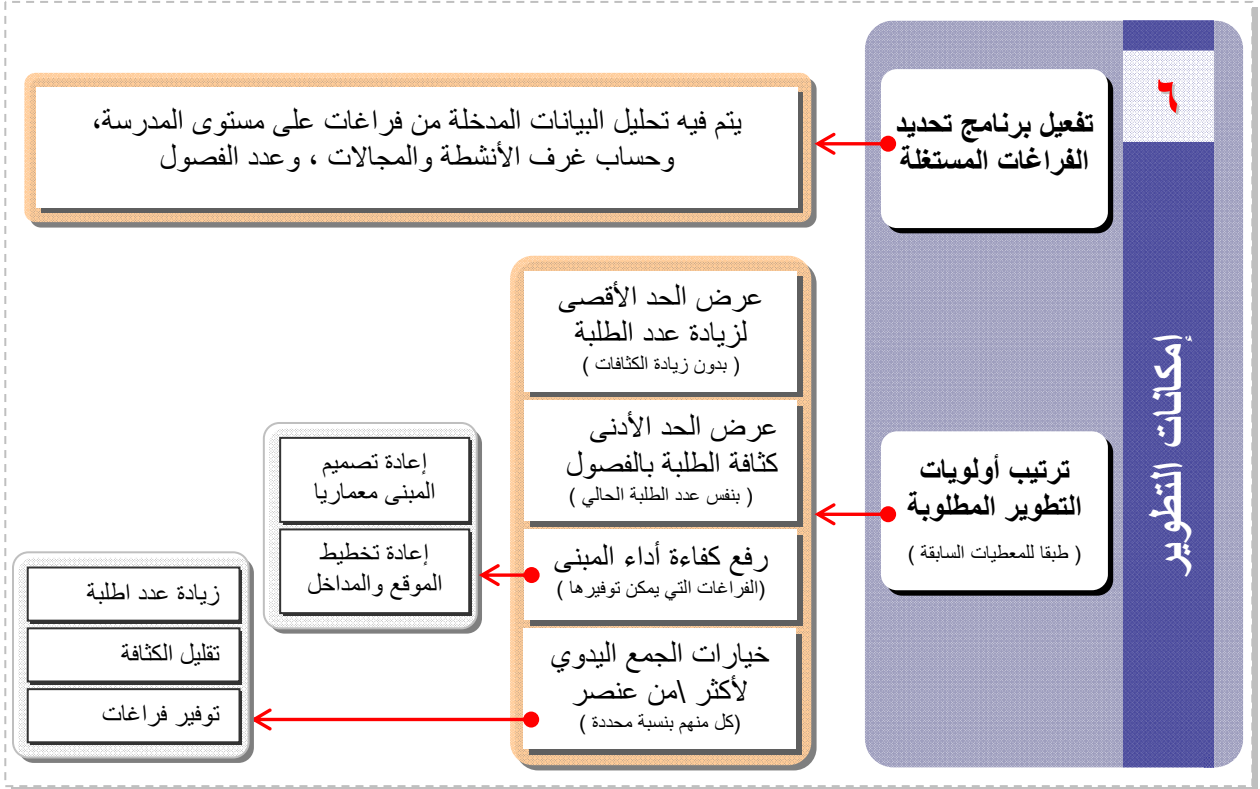 ٦
إمكانات التطوير
تفعيل برنامج تحديد
الفراغات المستغلة
يتم فيه تحليل البيانات المدخلة من فراغات على مستوى المدرسة،
وحساب غرف الأنشطة والمجالات ، وعدد الفصول
ترتيب أولويات
التطوير المطلوبة
( طبقا للمعطيات السابقة )
عرض الحد الأقصى
لزيادة عدد الطلبة
( بدون زيادة الكثافات )
عرض الحد الأدنى
كثافة الطلبة بالفصول
( بنفس عدد الطلبة الحالي )
رفع كفاءة أداء المبنى
(الفراغات التي يمكن توفيرها )
خيارات الجمع اليدوي
لأكثر \من عنصر
(كل منهم بنسبة محددة )
إعادة تصميم
المبنى معماريا
إعادة تخطيط
الموقع والمداخل
زيادة عدد اطلبة
تقليل الكثافة
توفير فراغات